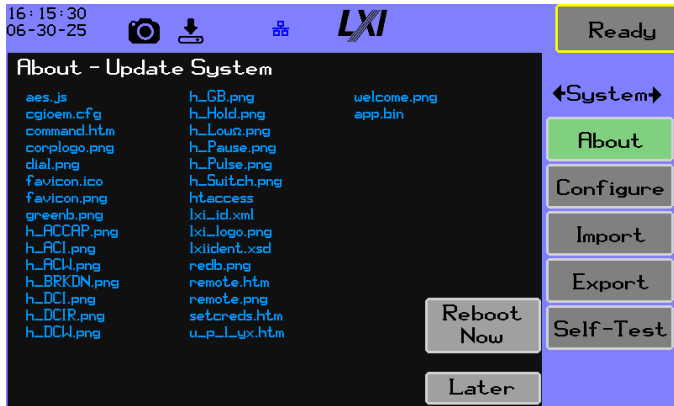 16:15:30
06-30-25
LXI
Ready
About - Update System
←System→
aes.js
cgioem.cfg
command.htm
corplogo.png
dial.png
favicon.ico
favicon.png
greenb.png
h_ACCAP.png
h_ACI.png
h_ACW.png
h_BRKDN.png
h_DCI.png
h_DCIR.png
h_DCW.png
h_GB.png
h_Hold.png
h_LowΩ.png
h_Pause.png
h_Pulse.png
h_Switch.png
htaccess
lxi_id.xml
lxi_logo.png
lxiident.xsd
redb.png
remote.htm
remote.png
setcreds.htm
u_p_l_yx.htm
welcome.png
app.bin
About
Configure
Import
Export
Self-Test
Reboot
Now
Later